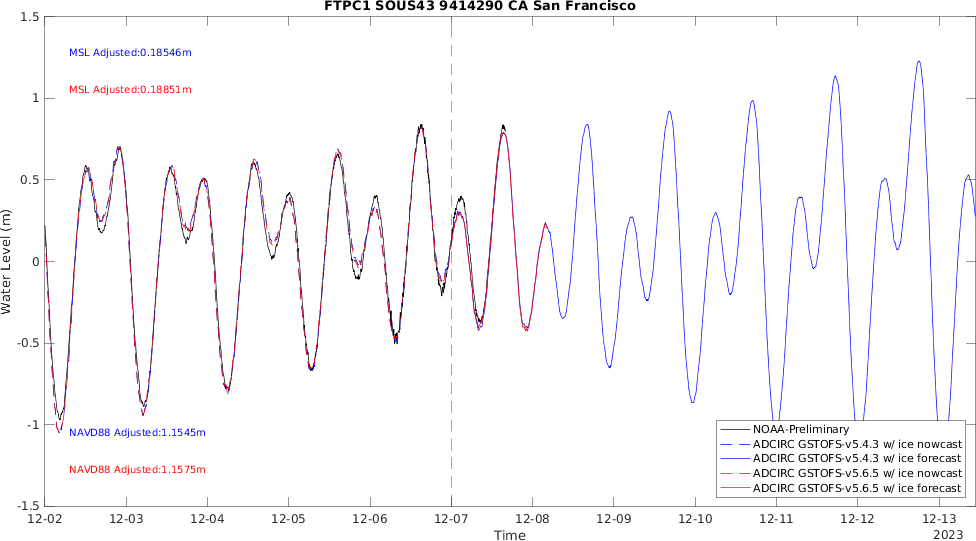 FTPC1 SOUS43 9414290 CA San Francisco
1.5
1
0.5
0
-0.5
-1
-1.5
Water Level (m)
MSL Adjusted:0.18546m
MSL Adjusted:0.18851m
NAVD88 Adjusted:1.1545m
NAVD88 Adjusted:1.1575m
NOAA-Preliminary
ADCIRC GSTOFS-v5.4.3 w/ ice nowcast
ADCIRC GSTOFS-v5.4.3 w/ ice forecast
ADCIRC GSTOFS-v5.6.5 w/ ice nowcast
ADCIRC GSTOFS-v5.6.5 w/ ice forecast
12-02 12-03 12-04 12-05 12-06 12-07 12-08 12-09 12-10 12-11 12-12 12-13
Time
2023